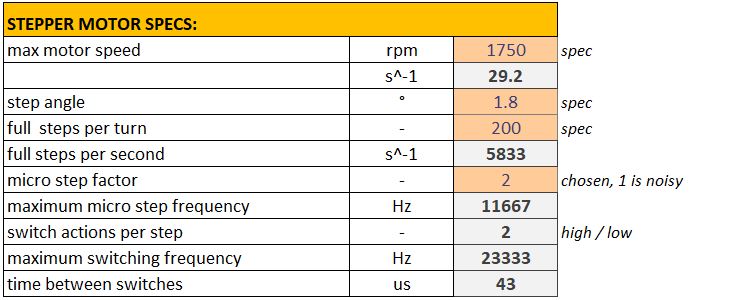 STEPPER MOTOR SPECS:
max motor speed rpm 1750 spec
s^-1 29.2
step angle ° 1.8 spec
full steps per turn - 200 spec
full steps per second s^-1 5833
micro step factor - 2 chosen, 1 is noisy
maximum micro step frequency Hz 11667
switch actions per step - 2 high / low
maximum switching frequency Hz 23333
time between switches us 43